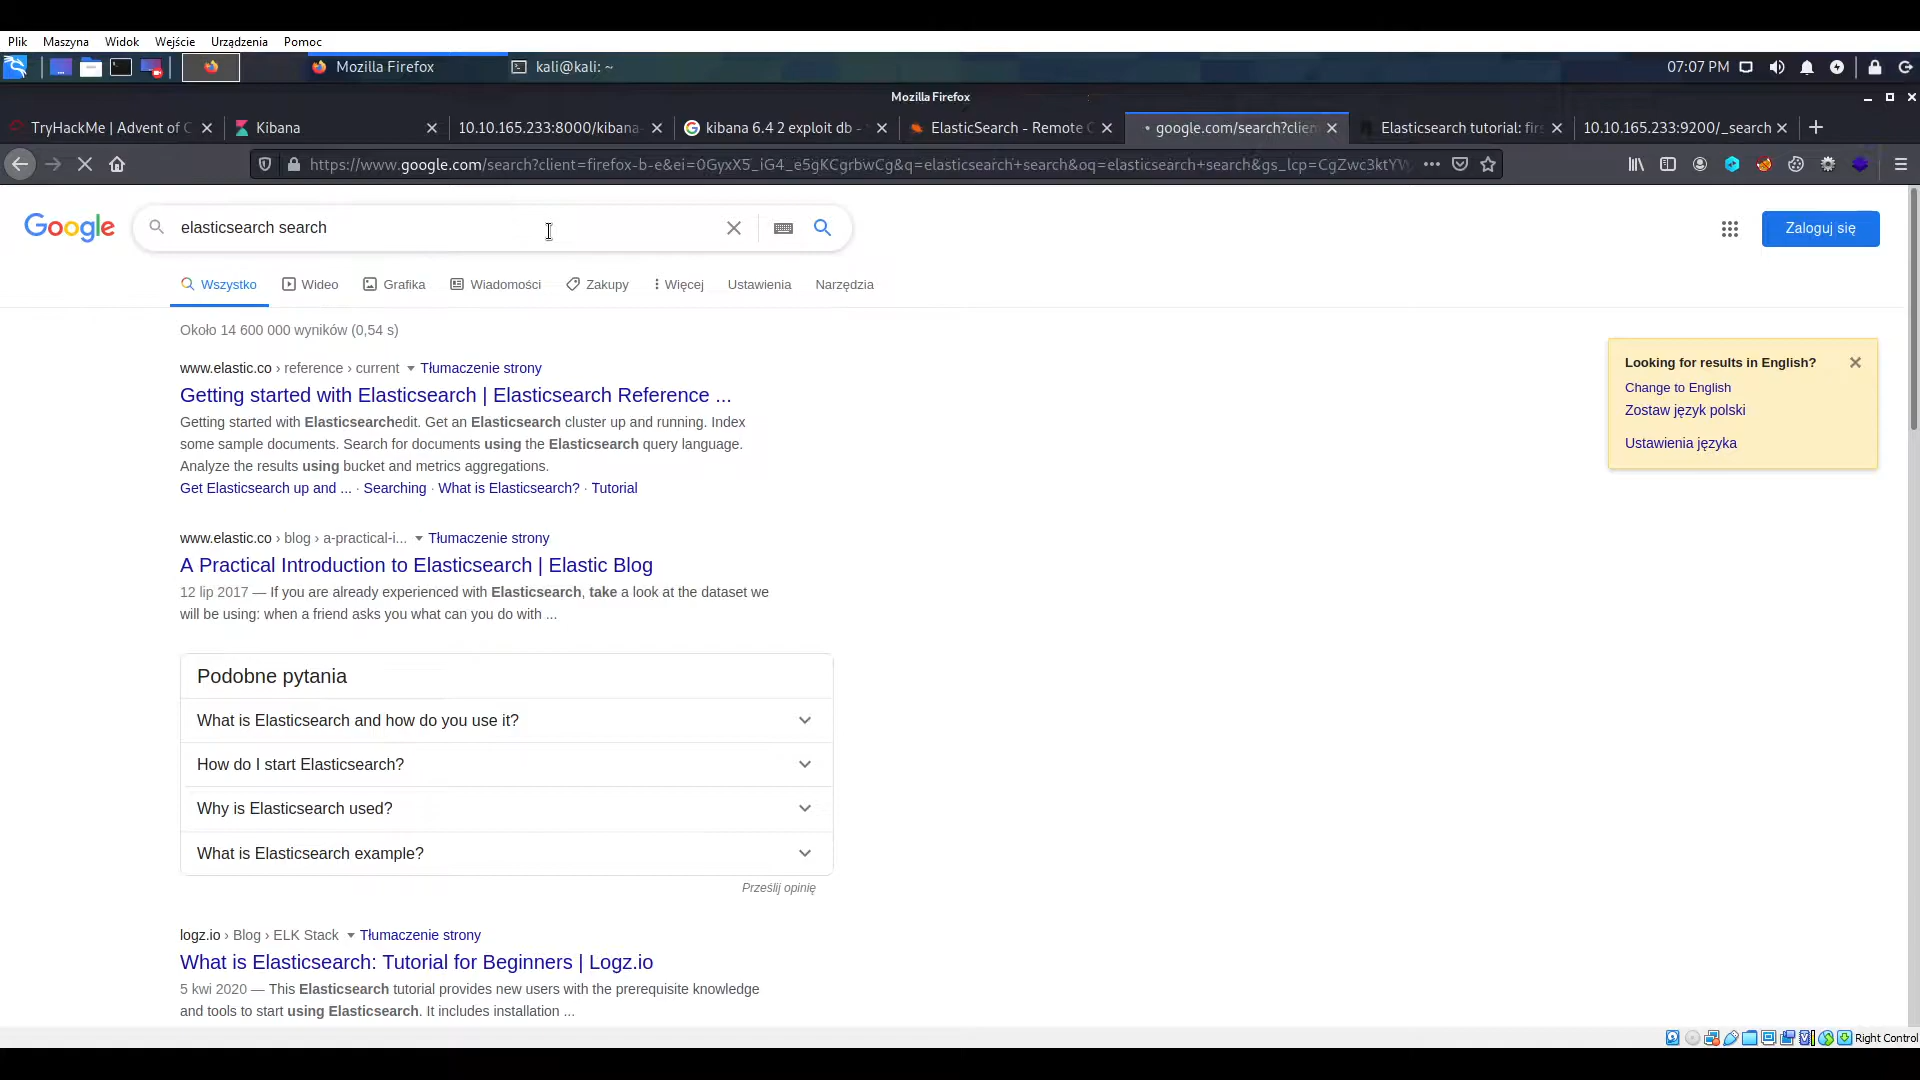 Plik Maszyna Widok Wejście Urządzenia Pomoc
Mozilla Firefox kali@kali: ~ 07:07 PM
Mozilla Firefox
TryHackMe | Advent of C Kibana 10.10.165.233:8000/kibana kibana 6.4 2 exploit db - ElasticSearch - Remote C google.com/search?clien Elasticsearch tutorial: firs 10.10.165.233:9200/_search
https://www.google.com/search?client=firefox-b-e&ei=0GyxX5_iG4_e5gKCgrbwCg&q=elasticsearch+search&oq=elasticsearch+search&gs_lcp=CgZwc3ktYW
Google elasticsearch search Zaloguj się
Wszystko Wideo Grafika Wiadomości Zakupy Więcej Ustawienia Narzędzia
Około 14 600 000 wyników (0,54 s)
www.elastic.co › reference › current Tłumaczenie strony
Getting started with Elasticsearch | Elasticsearch Reference ...
Getting started with Elasticsearchedit. Get an Elasticsearch cluster up and running. Index
some sample documents. Search for documents using the Elasticsearch query language.
Analyze the results using bucket and metrics aggregations.
Get Elasticsearch up and ... · Searching · What is Elasticsearch? · Tutorial
www.elastic.co › blog › a-practical-i... Tłumaczenie strony
A Practical Introduction to Elasticsearch | Elastic Blog
12 lip 2017 — If you are already experienced with Elasticsearch, take a look at the dataset we
will be using: when a friend asks you what can you do with ...
Podobne pytania
What is Elasticsearch and how do you use it?
How do I start Elasticsearch?
Why is Elasticsearch used?
What is Elasticsearch example?
Prześlij opinię
logz.io › Blog › ELK Stack Tłumaczenie strony
What is Elasticsearch: Tutorial for Beginners | Logz.io
5 kwi 2020 — This Elasticsearch tutorial provides new users with the prerequisite knowledge
and tools to start using Elasticsearch. It includes installation ...
Looking for results in English?
Change to English
Zostaw język polski
Ustawienia języka
Right Control